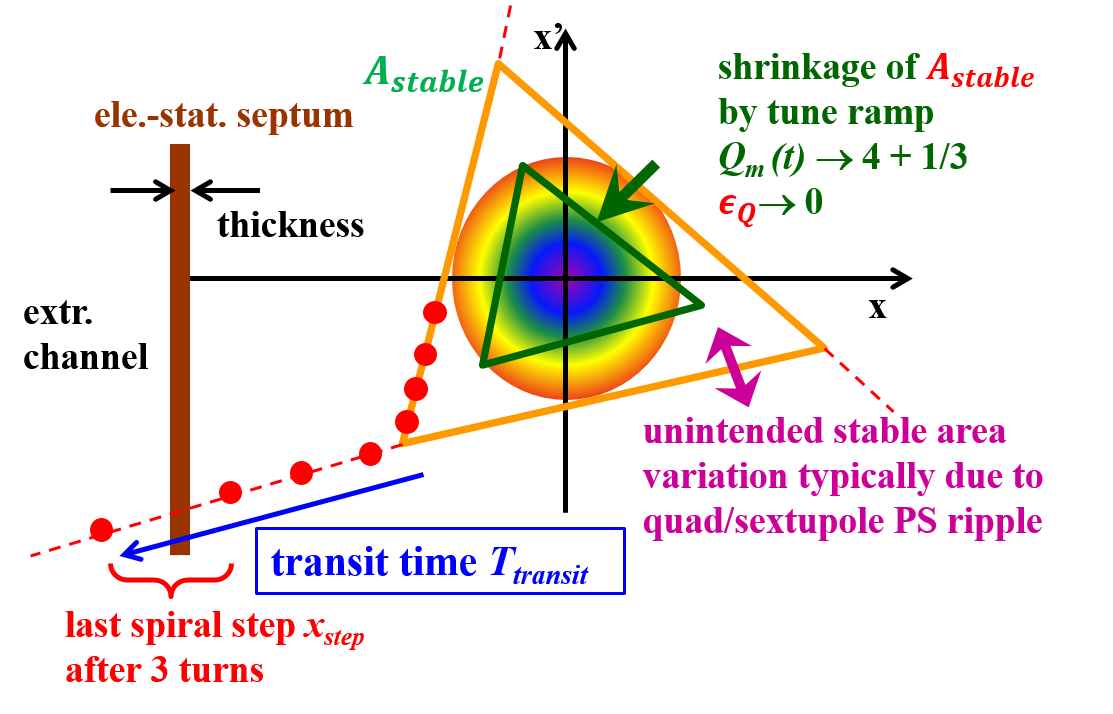 x’
A_stable
shrinkage of A_stable
by tune ramp
Q_m (t) → 4 + 1/3
ϵ_Q → 0
ele.-stat. septum
thickness
x
extr.
channel
unintended stable area
variation typically due to
quad/sextupole PS ripple
transit time T_transit
last spiral step x_step
after 3 turns